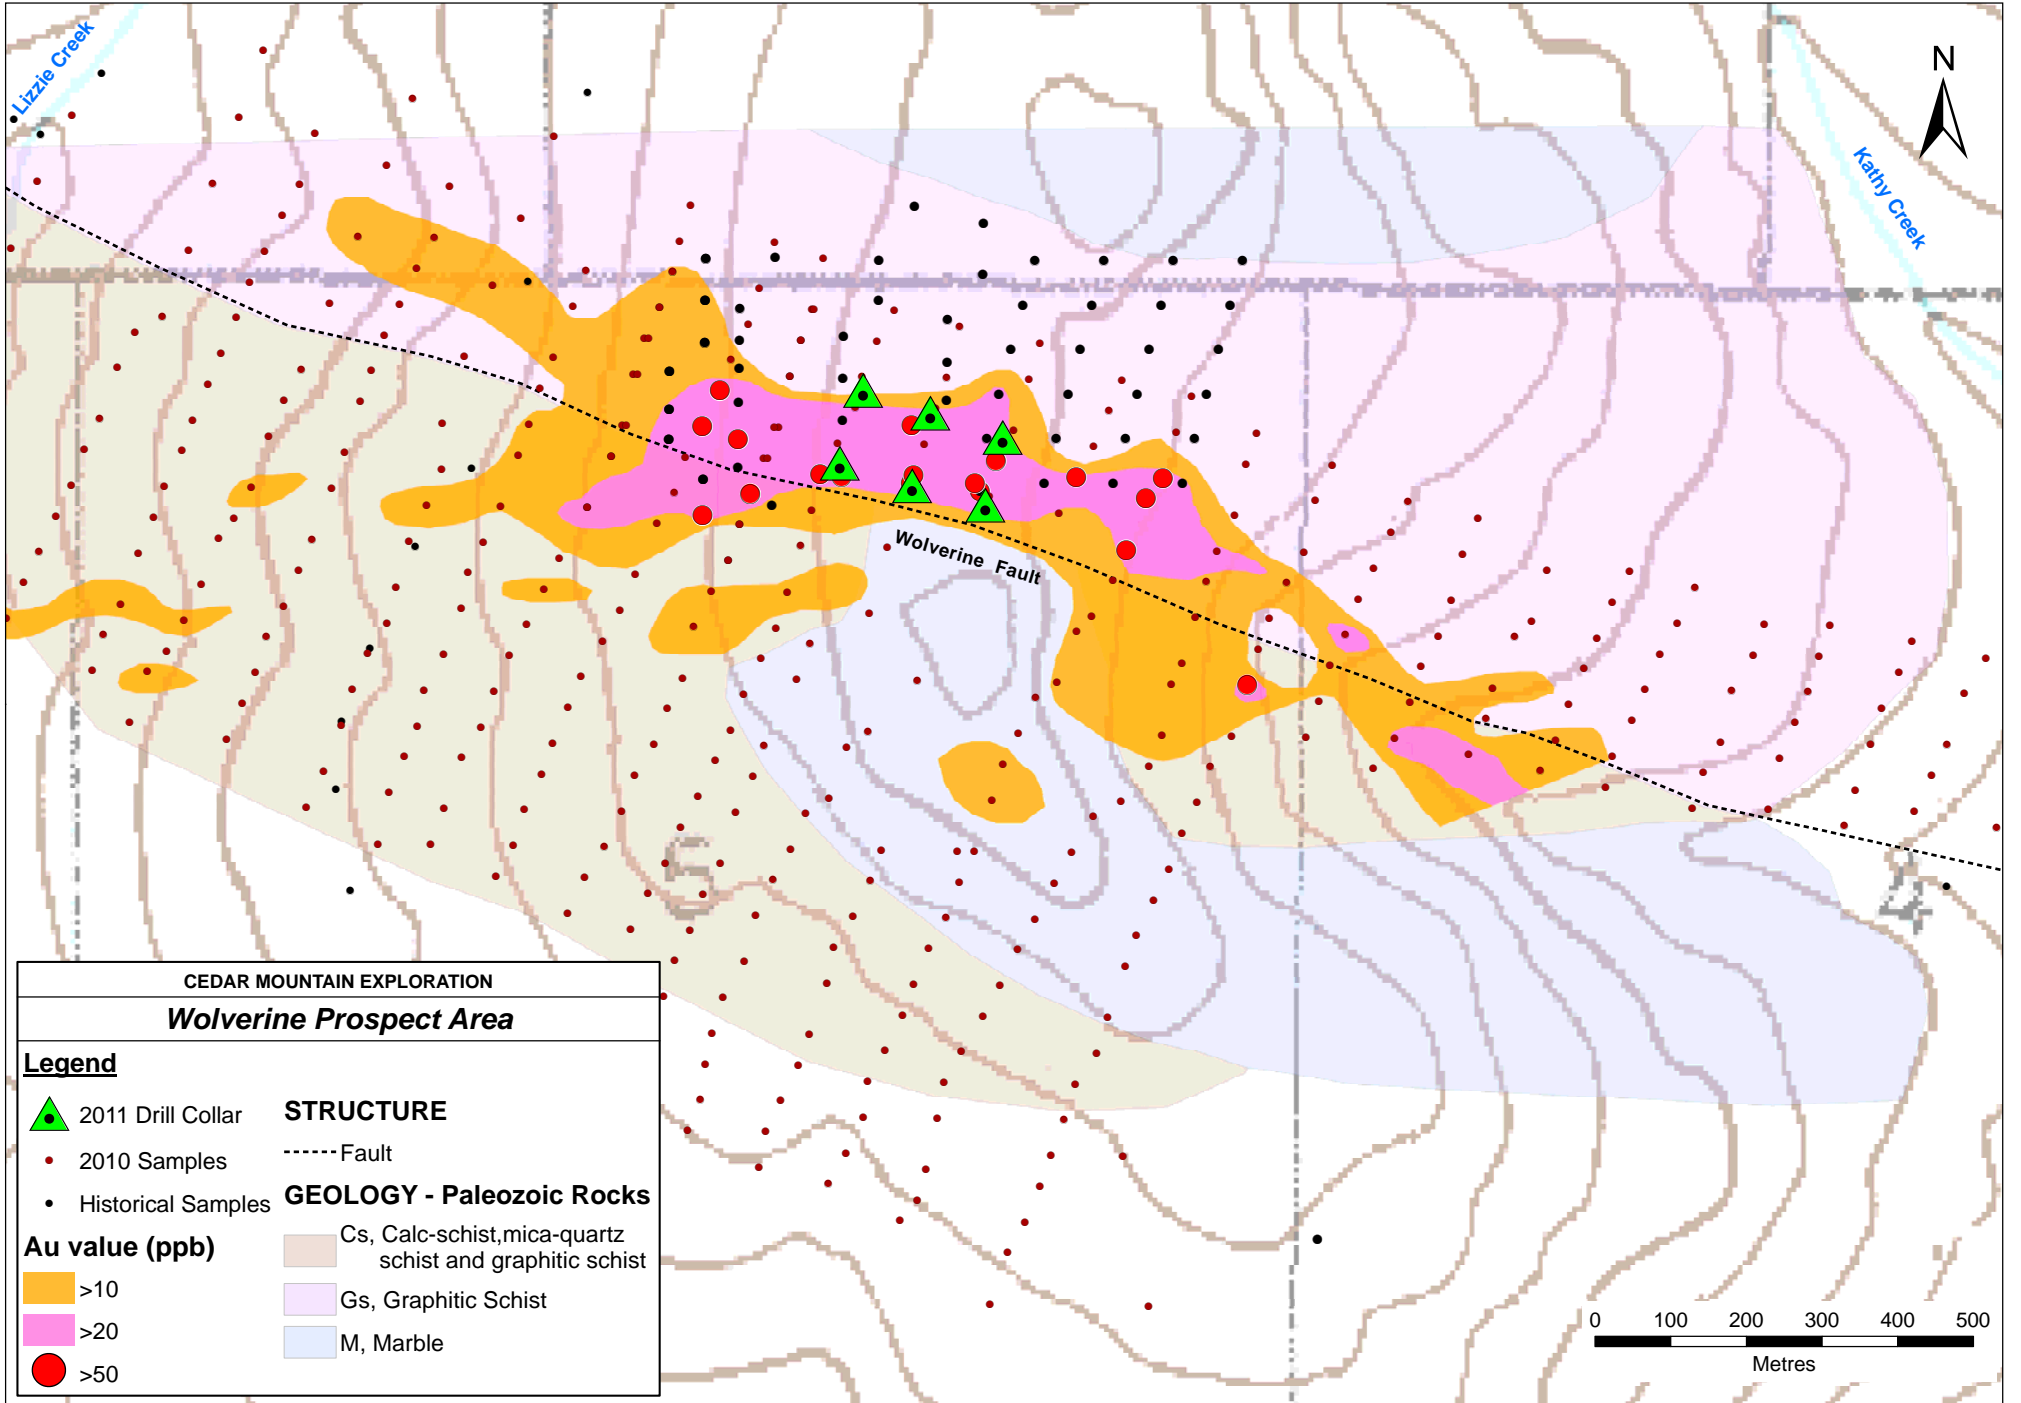 Lizzie Creek
N
Kathy Creek
Wolverine Fault
5
4
CEDAR MOUNTAIN EXPLORATION
Wolverine Prospect Area
Legend
2011 Drill Collar
2010 Samples
Historical Samples
Au value (ppb)
>10
>20
>50
STRUCTURE
Fault
GEOLOGY - Paleozoic Rocks
Cs, Calc-schist,mica-quartz
schist and graphitic schist
Gs, Graphitic Schist
M, Marble
0 100 200 300 400 500
Metres